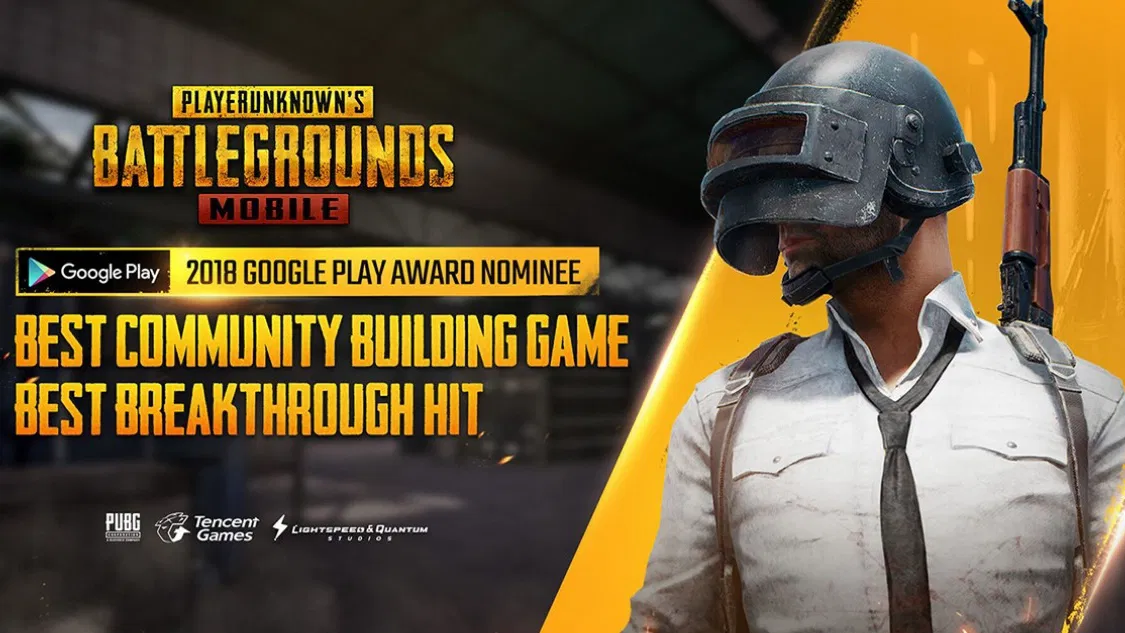 PLAYERUNKNOWN'S
BATTLEGROUNDS
MOBILE
Google Play 2018 GOOGLE PLAY AWARD NOMINEE
BEST COMMUNITY BUILDING GAME
BEST BREAKTHROUGH HIT
PUBG
Tencent
Games
LIGHTSPEED & QUANTUM
STUDIOS